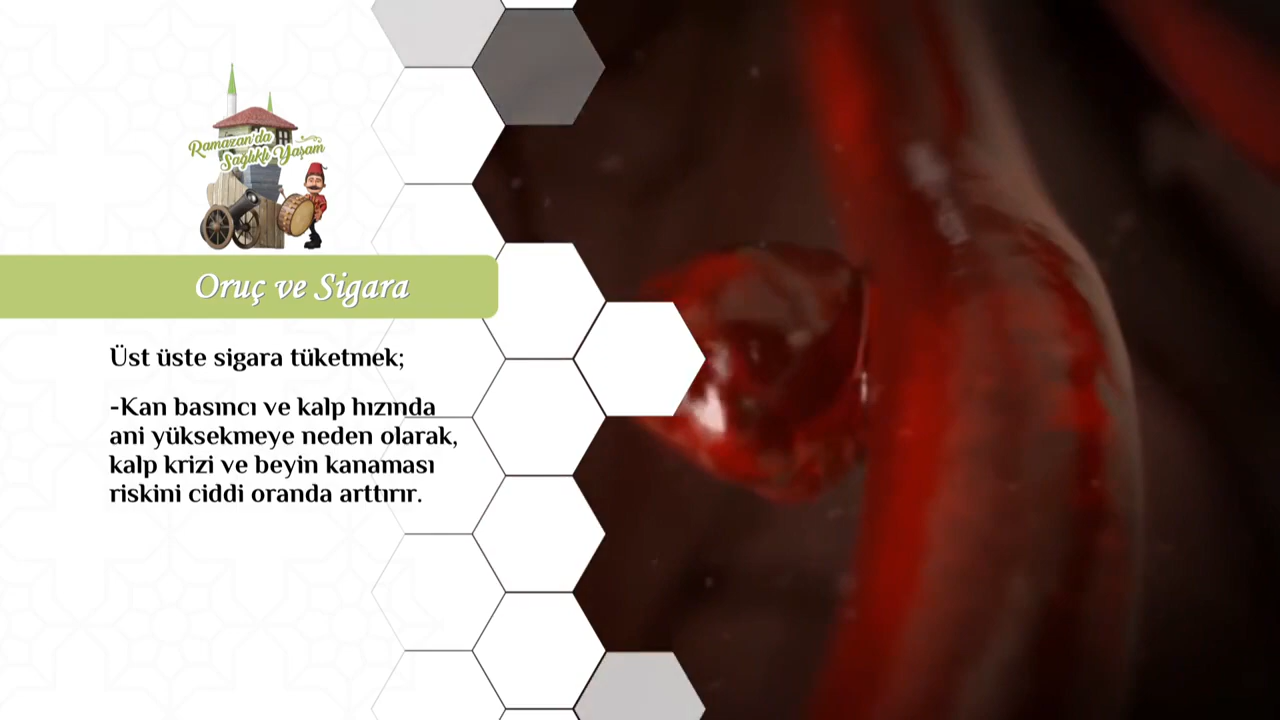 Ramazan'da
Sağlıklı Yaşam
Oruç ve Sigara
Üst üste sigara tüketmek;
-Kan basıncı ve kalp hızında
ani yüksekmeye neden olarak,
kalp krizi ve beyin kanaması
riskini ciddi oranda arttırır.